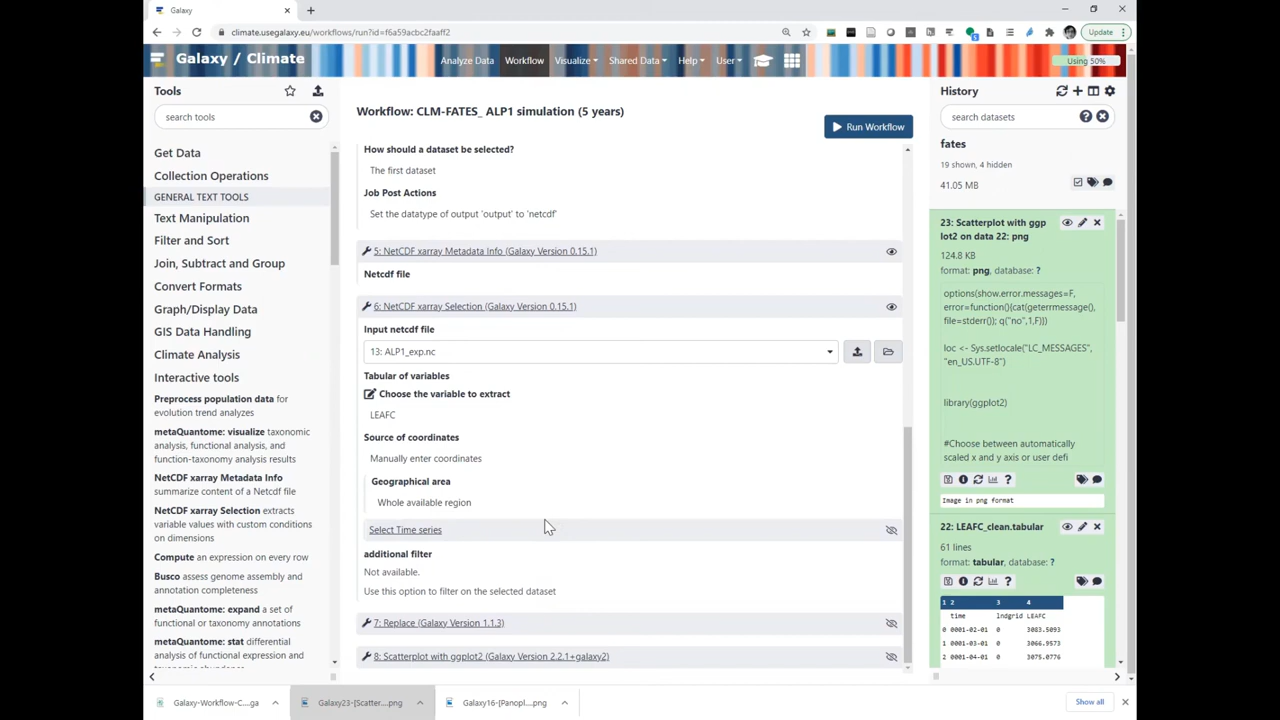 Galaxy
climate.usegalaxy.eu/workflows/run?id=f6a59acbc2faaff2
Update
Galaxy / Climate
Analyze Data
Workflow
Visualize
Shared Data
Help
User
Using 50%
Tools
search tools
Get Data
Collection Operations
GENERAL TEXT TOOLS
Text Manipulation
Filter and Sort
Join, Subtract and Group
Convert Formats
Graph/Display Data
GIS Data Handling
Climate Analysis
Interactive tools
Preprocess population data for
evolution trend analyzes
metaQuantome: visualize taxonomic
analysis, functional analysis, and
function-taxonomy analysis results
NetCDF xarray Metadata Info
summarize content of a Netcdf file
NetCDF xarray Selection extracts
variable values with custom conditions
on dimensions
Compute an expression on every row
Busco assess genome assembly and
annotation completeness
metaQuantome: expand a set of
functional or taxonomy annotations
metaQuantome: stat differential
analysis of functional expression and
Workflow: CLM-FATES_ ALP1 simulation (5 years)
Run Workflow
How should a dataset be selected?
The first dataset
Job Post Actions
Set the datatype of output 'output' to 'netcdf'
5: NetCDF xarray Metadata Info (Galaxy Version 0.15.1)
Netcdf file
6: NetCDF xarray Selection (Galaxy Version 0.15.1)
Input netcdf file
13: ALP1_exp.nc
Tabular of variables
Choose the variable to extract
LEAFC
Source of coordinates
Manually enter coordinates
Geographical area
Whole available region
Select Time series
additional filter
Not available.
Use this option to filter on the selected dataset
7: Replace (Galaxy Version 1.1.3)
8: Scatterplot with ggplot2 (Galaxy Version 2.2.1+galaxy2)
History
search datasets
fates
19 shown, 4 hidden
41.05 MB
23: Scatterplot with ggp
lot2 on data 22: png
124.8 KB
format: png, database: ?
options(show.error.messages=F,
error=function(){cat(geterrmessage(),
file=stderr()); q("no",1,F)})
loc <- Sys.setlocale("LC_MESSAGES",
"en_US.UTF-8")
library(ggplot2)
#Choose between automatically
scaled x and y axis or user defi
Image in png format
22: LEAFC_clean.tabular
61 lines
format: tabular, database: ?
1 2 3 4
time lndgrid LEAFC
0 0001-02-01 0 3083.5093
1 0001-03-01 0 3066.9573
2 0001-04-01 0 3075.0776
Galaxy-Workflow-C....ga
Galaxy23-[Scatter....png
Galaxy16-[Panopl....png
Show all